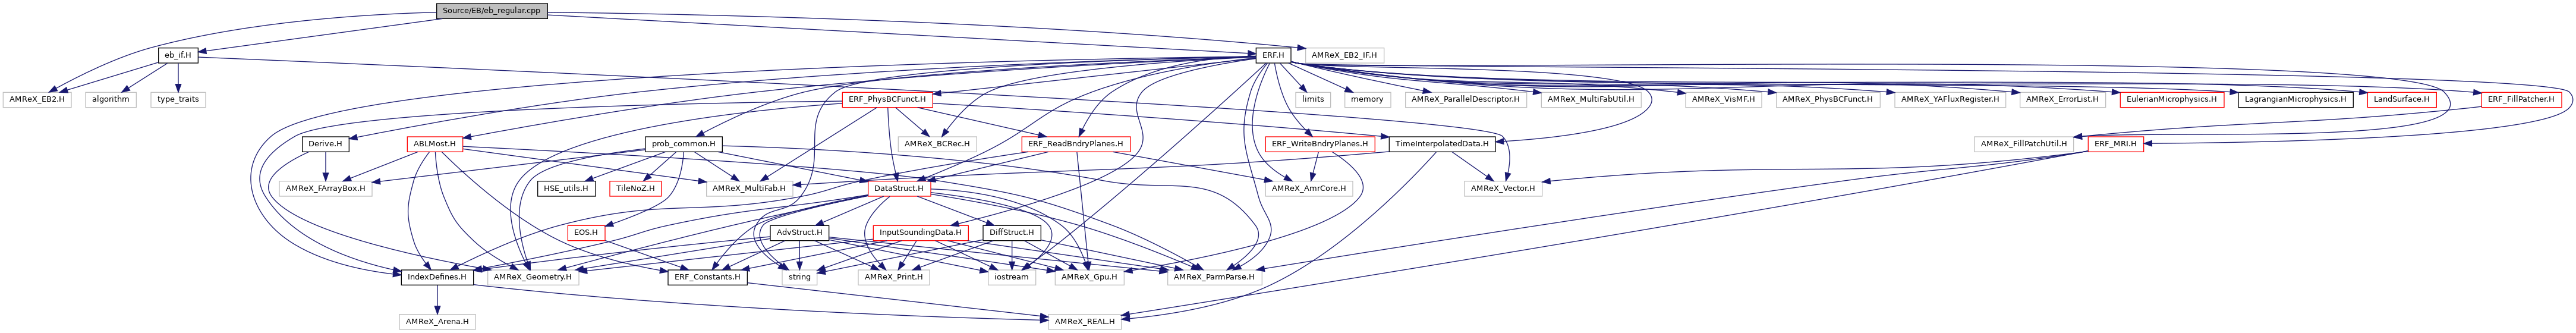 Source/EB/eb_regular.cpp
eb_if.H
ERF.H
AMReX_EB2_IF.H
AMReX_EB2.H
algorithm
type_traits
ERF_PhysBCFunct.H
limits
memory
AMReX_ParallelDescriptor.H
AMReX_MultiFabUtil.H
AMReX_VisMF.H
AMReX_PhysBCFunct.H
AMReX_YAFluxRegister.H
AMReX_ErrorList.H
EulerianMicrophysics.H
LagrangianMicrophysics.H
LandSurface.H
ERF_FillPatcher.H
Derive.H
ABLMost.H
prob_common.H
AMReX_BCRec.H
ERF_ReadBndryPlanes.H
ERF_WriteBndryPlanes.H
TimeInterpolatedData.H
AMReX_FillPatchUtil.H
ERF_MRI.H
AMReX_FArrayBox.H
HSE_utils.H
TileNoZ.H
AMReX_MultiFab.H
DataStruct.H
AMReX_AmrCore.H
AMReX_Vector.H
EOS.H
AdvStruct.H
InputSoundingData.H
DiffStruct.H
IndexDefines.H
AMReX_Geometry.H
ERF_Constants.H
string
AMReX_Print.H
iostream
AMReX_Gpu.H
AMReX_ParmParse.H
AMReX_Arena.H
AMReX_REAL.H